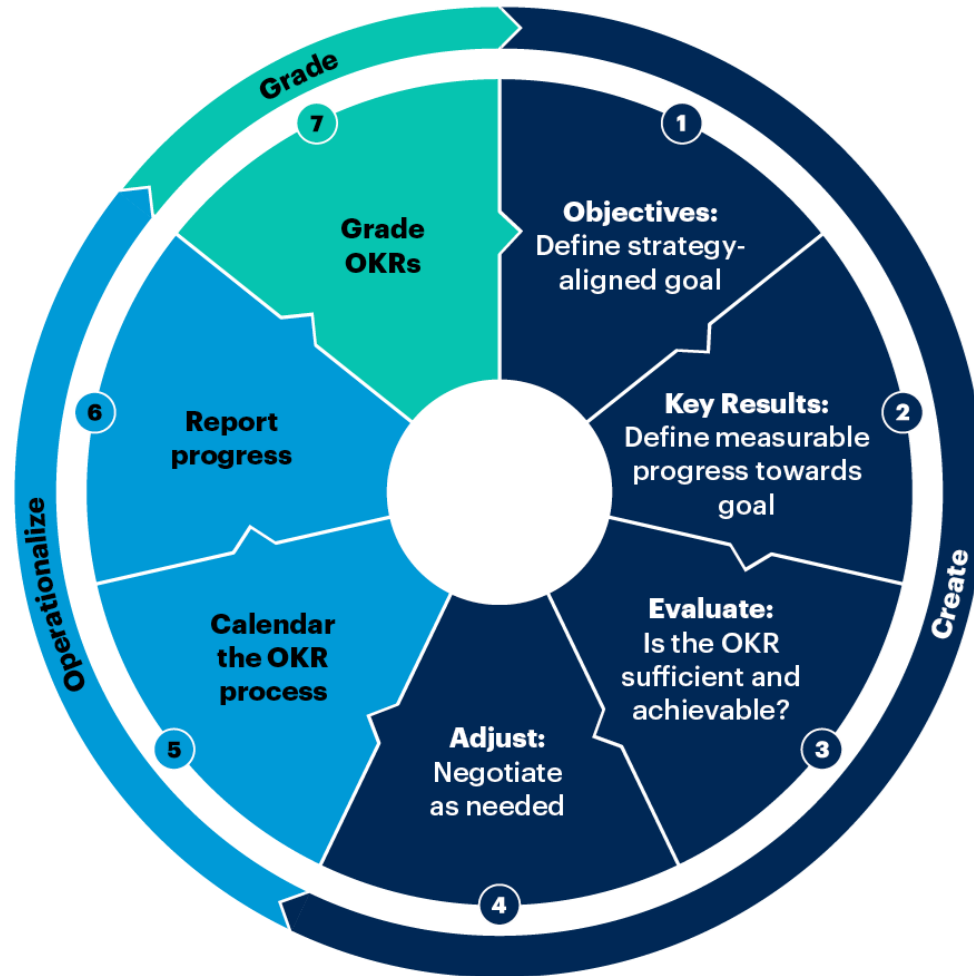 Grade
7
Grade
OKRs
1
Objectives:
Define strategy-
aligned goal
2
Key Results:
Define measurable
progress towards
goal
Create
3
Evaluate:
Is the OKR
sufficient and
achievable?
4
Adjust:
Negotiate
as needed
Operationalize
5
Calendar
the OKR
process
6
Report
progress